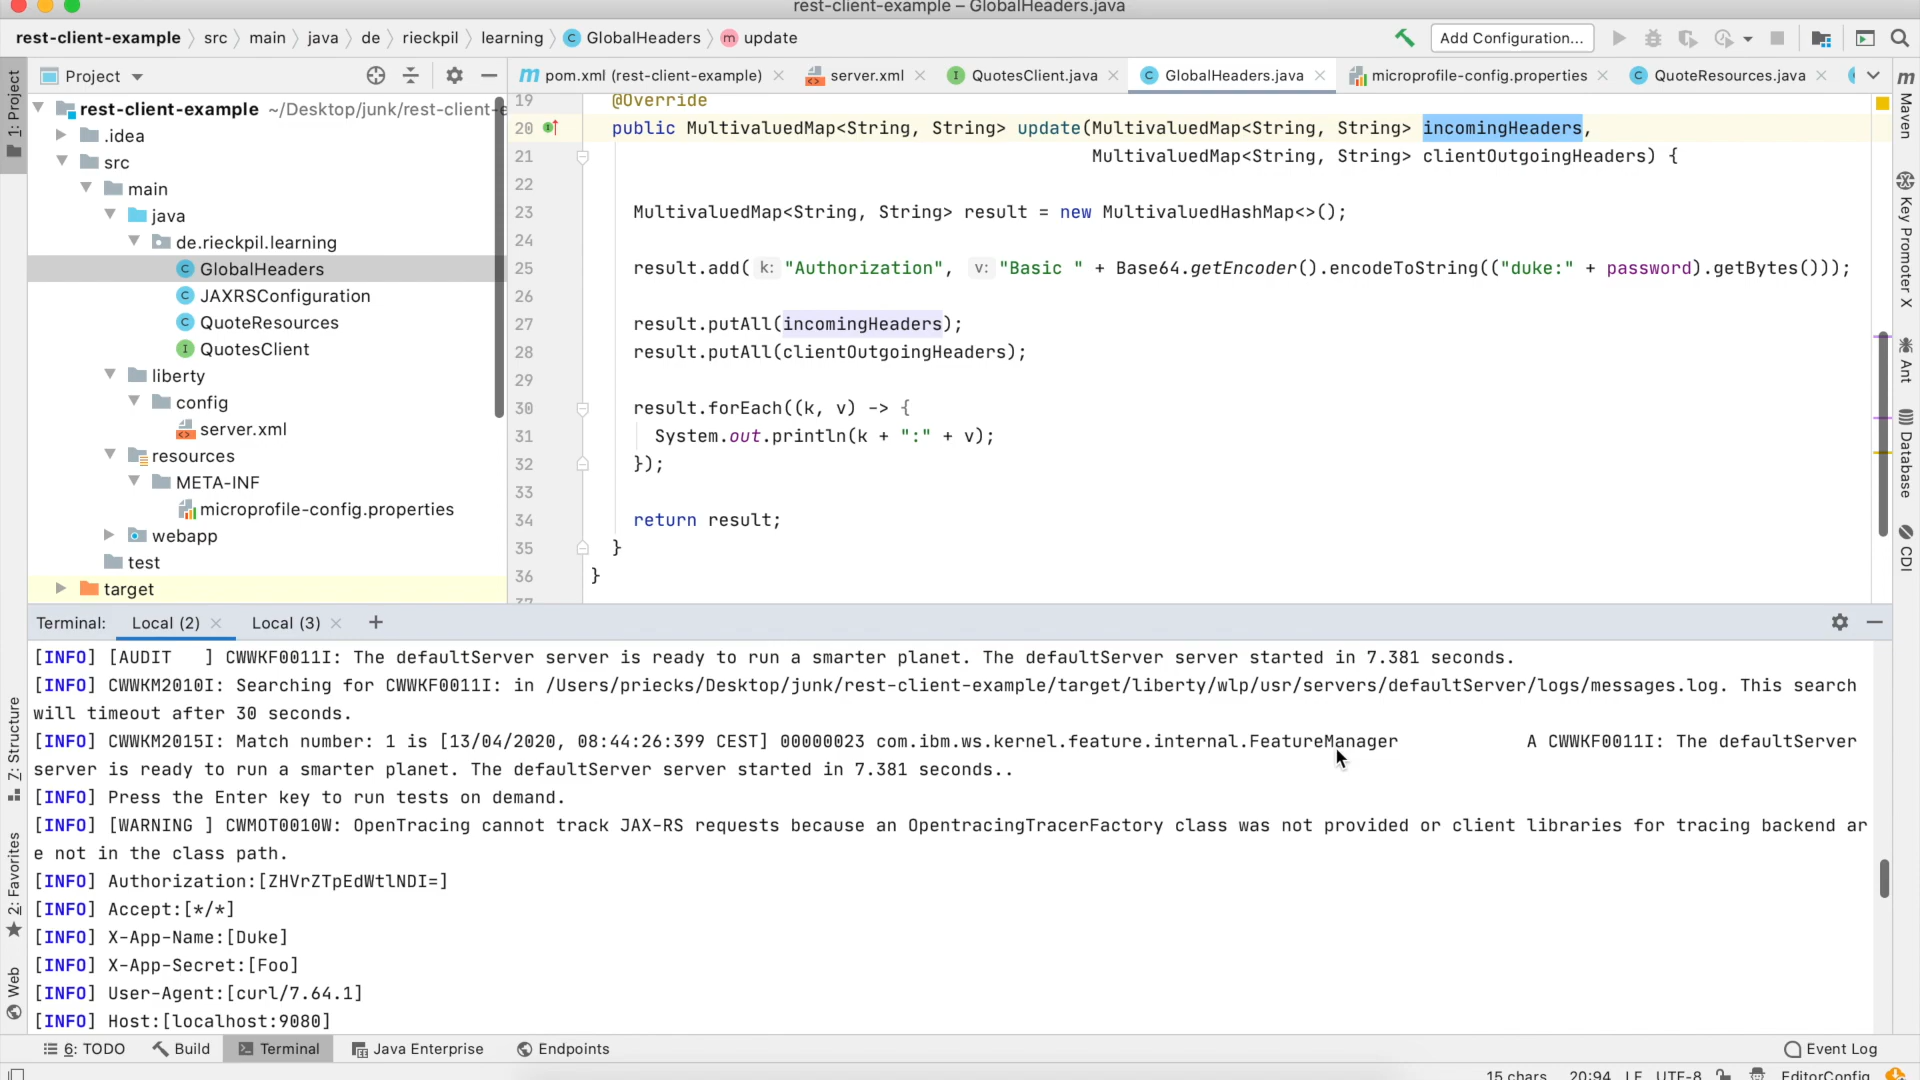 rest-client-example – GlobalHeaders.java
rest-client-example src main java de rieckpil learning C GlobalHeaders m update
Add Configuration...
1: Project
Project
m pom.xml (rest-client-example) server.xml I QuotesClient.java C GlobalHeaders.java microprofile-config.properties C QuoteResources.java
rest-client-example ~/Desktop/junk/rest-client-e
.idea
src
main
java
de.rieckpil.learning
C GlobalHeaders
C JAXRSConfiguration
C QuoteResources
I QuotesClient
liberty
config
server.xml
resources
META-INF
microprofile-config.properties
webapp
test
target
19 @Override
20 public MultivaluedMap<String, String> update(MultivaluedMap<String, String> incomingHeaders,
21 MultivaluedMap<String, String> clientOutgoingHeaders) {
22
23 MultivaluedMap<String, String> result = new MultivaluedHashMap<>();
24
25 result.add( k: "Authorization", v: "Basic " + Base64.getEncoder().encodeToString(("duke:" + password).getBytes()));
26
27 result.putAll(incomingHeaders);
28 result.putAll(clientOutgoingHeaders);
29
30 result.forEach((k, v) -> {
31 System.out.println(k + ":" + v);
32 });
33
34 return result;
35 }
36 }
37
m Maven
Key Promoter X
Ant
Database
CDI
Terminal: Local (2) Local (3) +
[INFO] [AUDIT   ] CWWKF0011I: The defaultServer server is ready to run a smarter planet. The defaultServer server started in 7.381 seconds.
[INFO] CWWKM2010I: Searching for CWWKF0011I: in /Users/priecks/Desktop/junk/rest-client-example/target/liberty/wlp/usr/servers/defaultServer/logs/messages.log. This search
will timeout after 30 seconds.
[INFO] CWWKM2015I: Match number: 1 is [13/04/2020, 08:44:26:399 CEST] 00000023 com.ibm.ws.kernel.feature.internal.FeatureManager            A CWWKF0011I: The defaultServer
server is ready to run a smarter planet. The defaultServer server started in 7.381 seconds..
[INFO] Press the Enter key to run tests on demand.
[INFO] [WARNING ] CWMOT0010W: OpenTracing cannot track JAX-RS requests because an OpentracingTracerFactory class was not provided or client libraries for tracing backend ar
e not in the class path.
[INFO] Authorization:[ZHVrZTpEdWtlNDI=]
[INFO] Accept:[*/*]
[INFO] X-App-Name:[Duke]
[INFO] X-App-Secret:[Foo]
[INFO] User-Agent:[curl/7.64.1]
[INFO] Host:[localhost:9080]
Z: Structure
2: Favorites
Web
6: TODO Build Terminal Java Enterprise Endpoints Event Log
15 chars 20:94 LF UTF-8 EditorConfig